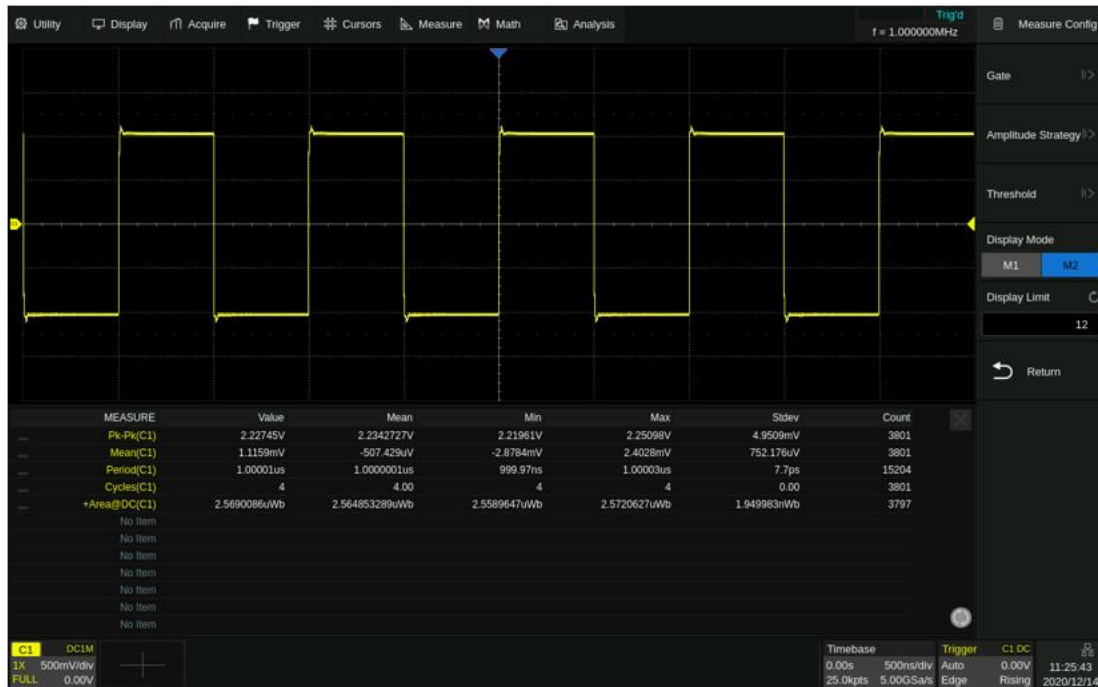 Utility Display Acquire Trigger Cursors Measure Math Analysis
Trig'd
f = 1.000000MHz
Measure Config
Gate
Amplitude Strategy
Threshold
Display Mode
M1 M2
Display Limit
12
Return
MEASURE Value Mean Min Max Stdev Count
Pk-Pk(C1) 2.22745V 2.2342727V 2.21961V 2.25098V 4.9509mV 3801
Mean(C1) 1.1159mV -507.429uV -2.8784mV 2.4028mV 752.176uV 3801
Period(C1) 1.00001us 1.0000001us 999.97ns 1.00003us 7.7ps 15204
Cycles(C1) 4 4.00 4 4 0.00 3801
+Area@DC(C1) 2.5690086uWb 2.564853289uWb 2.5589647uWb 2.5720627uWb 1.949983nWb 3797
No Item
No Item
No Item
No Item
No Item
No Item
No Item
C1 DC1M
1X 500mV/div
FULL 0.00V
Timebase
0.00s 500ns/div
25.0kpts 5.00GSa/s
Trigger C1 DC
Auto 0.00V
Edge Rising
11:25:43
2020/12/14